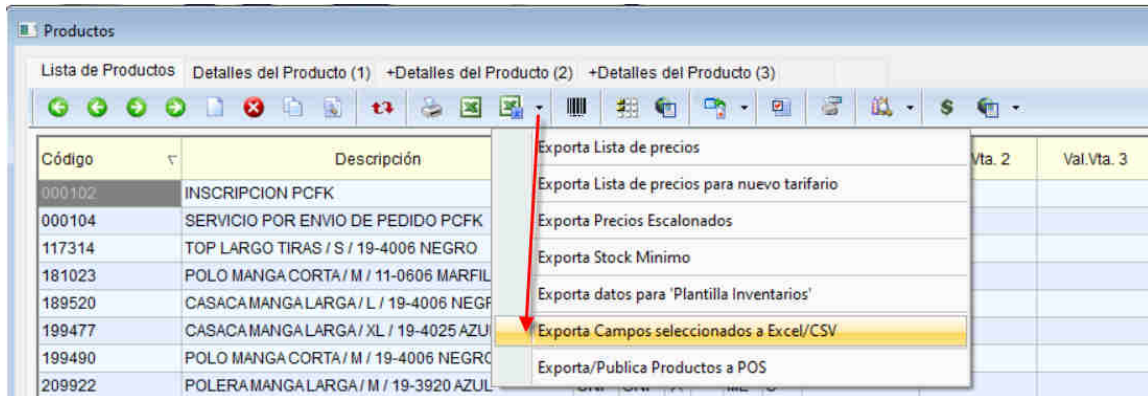 Productos
Lista de Productos Detalles del Producto (1) +Detalles del Producto (2) +Detalles del Producto (3)
Exporta Lista de precios
Exporta Lista de precios para nuevo tarifario
Exporta Precios Escalonados
Exporta Stock Minimo
Exporta datos para 'Plantilla Inventarios'
Exporta Campos seleccionados a Excel/CSV
Exporta/Publica Productos a POS
Código Descripción Vta. 2 Val.Vta. 3
000102 INSCRIPCION PCFK
000104 SERVICIO POR ENVIO DE PEDIDO PCFK
117314 TOP LARGO TIRAS / S / 19-4006 NEGRO
181023 POLO MANGA CORTA / M / 11-0606 MARFIL
189520 CASACA MANGA LARGA / L / 19-4006 NEGR
199477 CASACA MANGA LARGA / XL / 19-4025 AZU
199490 POLO MANGA CORTA / M / 19-4006 NEGRO
209922 POLERA MANGA LARGA / M / 19-3920 AZUL